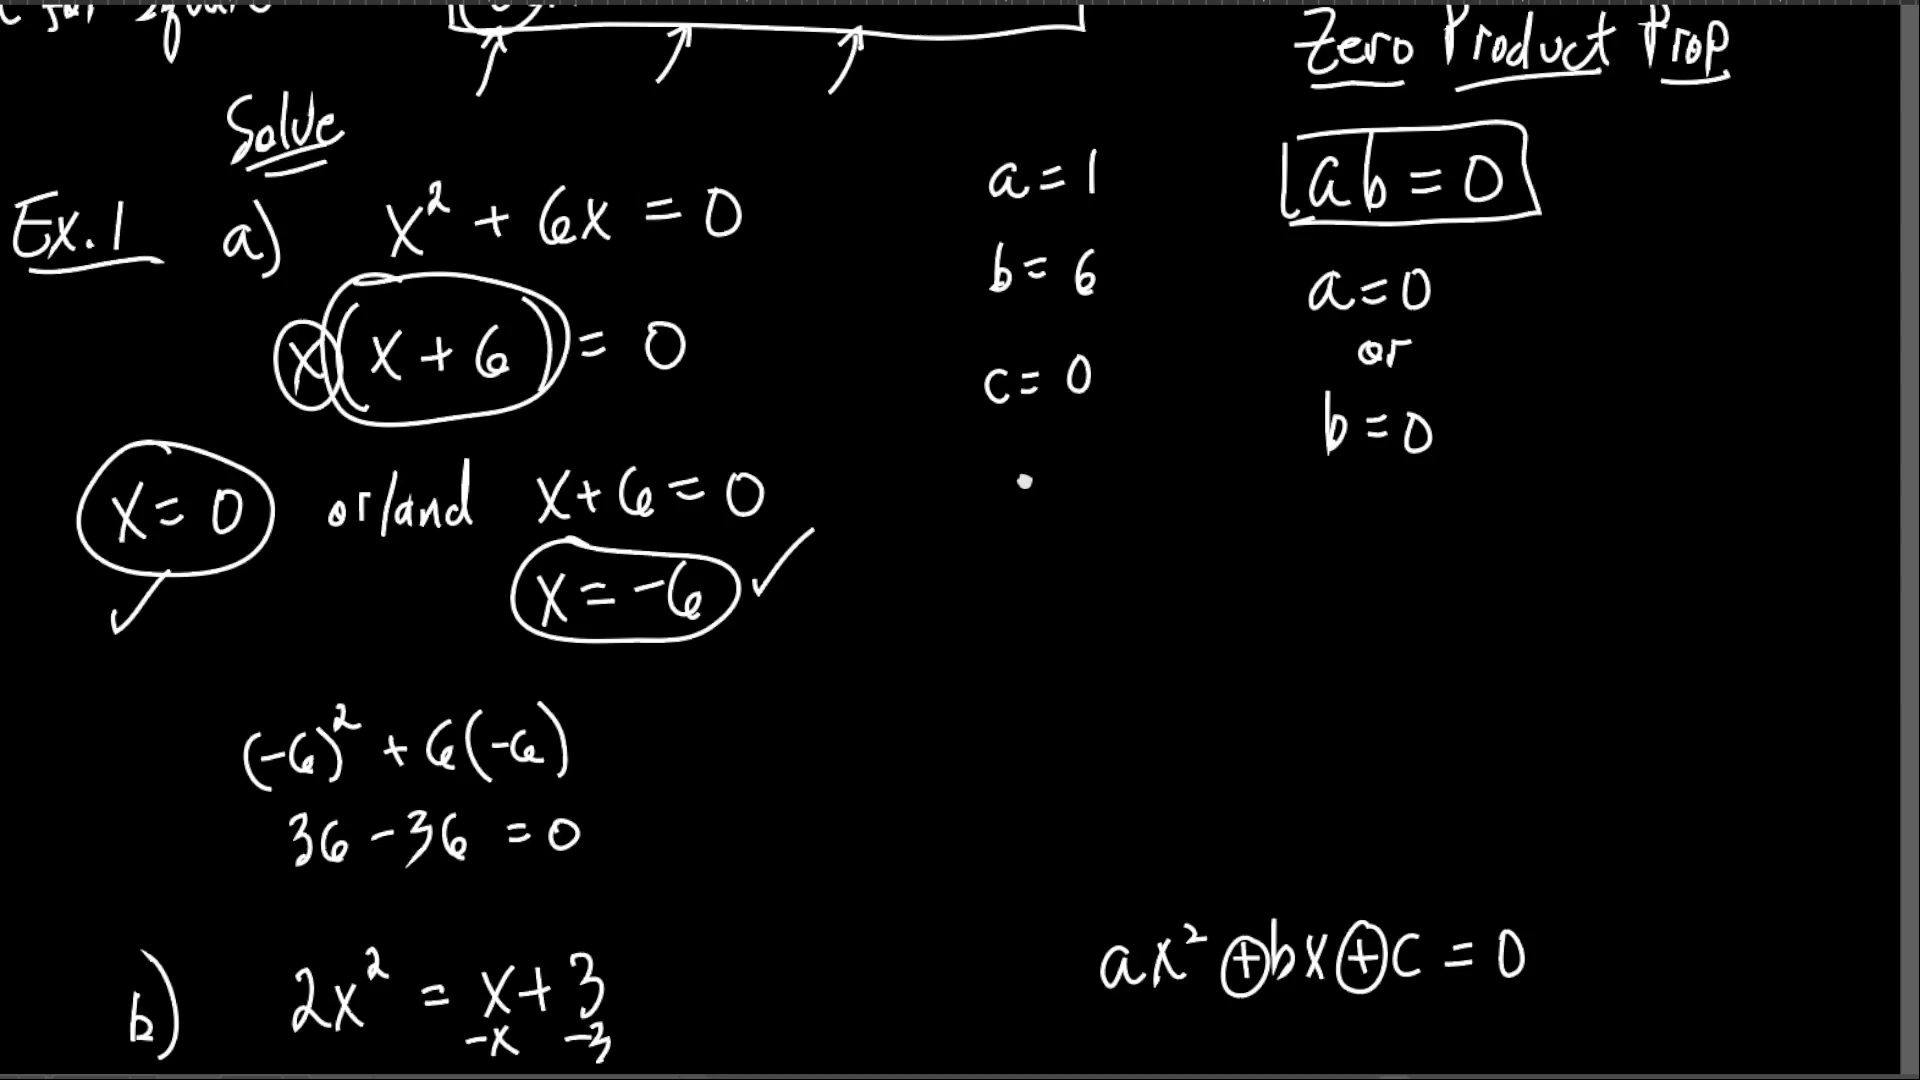 Zero Product Prop
Solve
ab = 0
a = 1
Ex. 1 a) x² + 6x = 0
b = 6
a = 0
x(x + 6) = 0
or
c = 0
b = 0
x = 0 or/and x + 6 = 0
x = -6
(-6)² + 6(-6)
36 - 36 = 0
b) 2x² = x + 3
-x -3
ax² + bx + c = 0